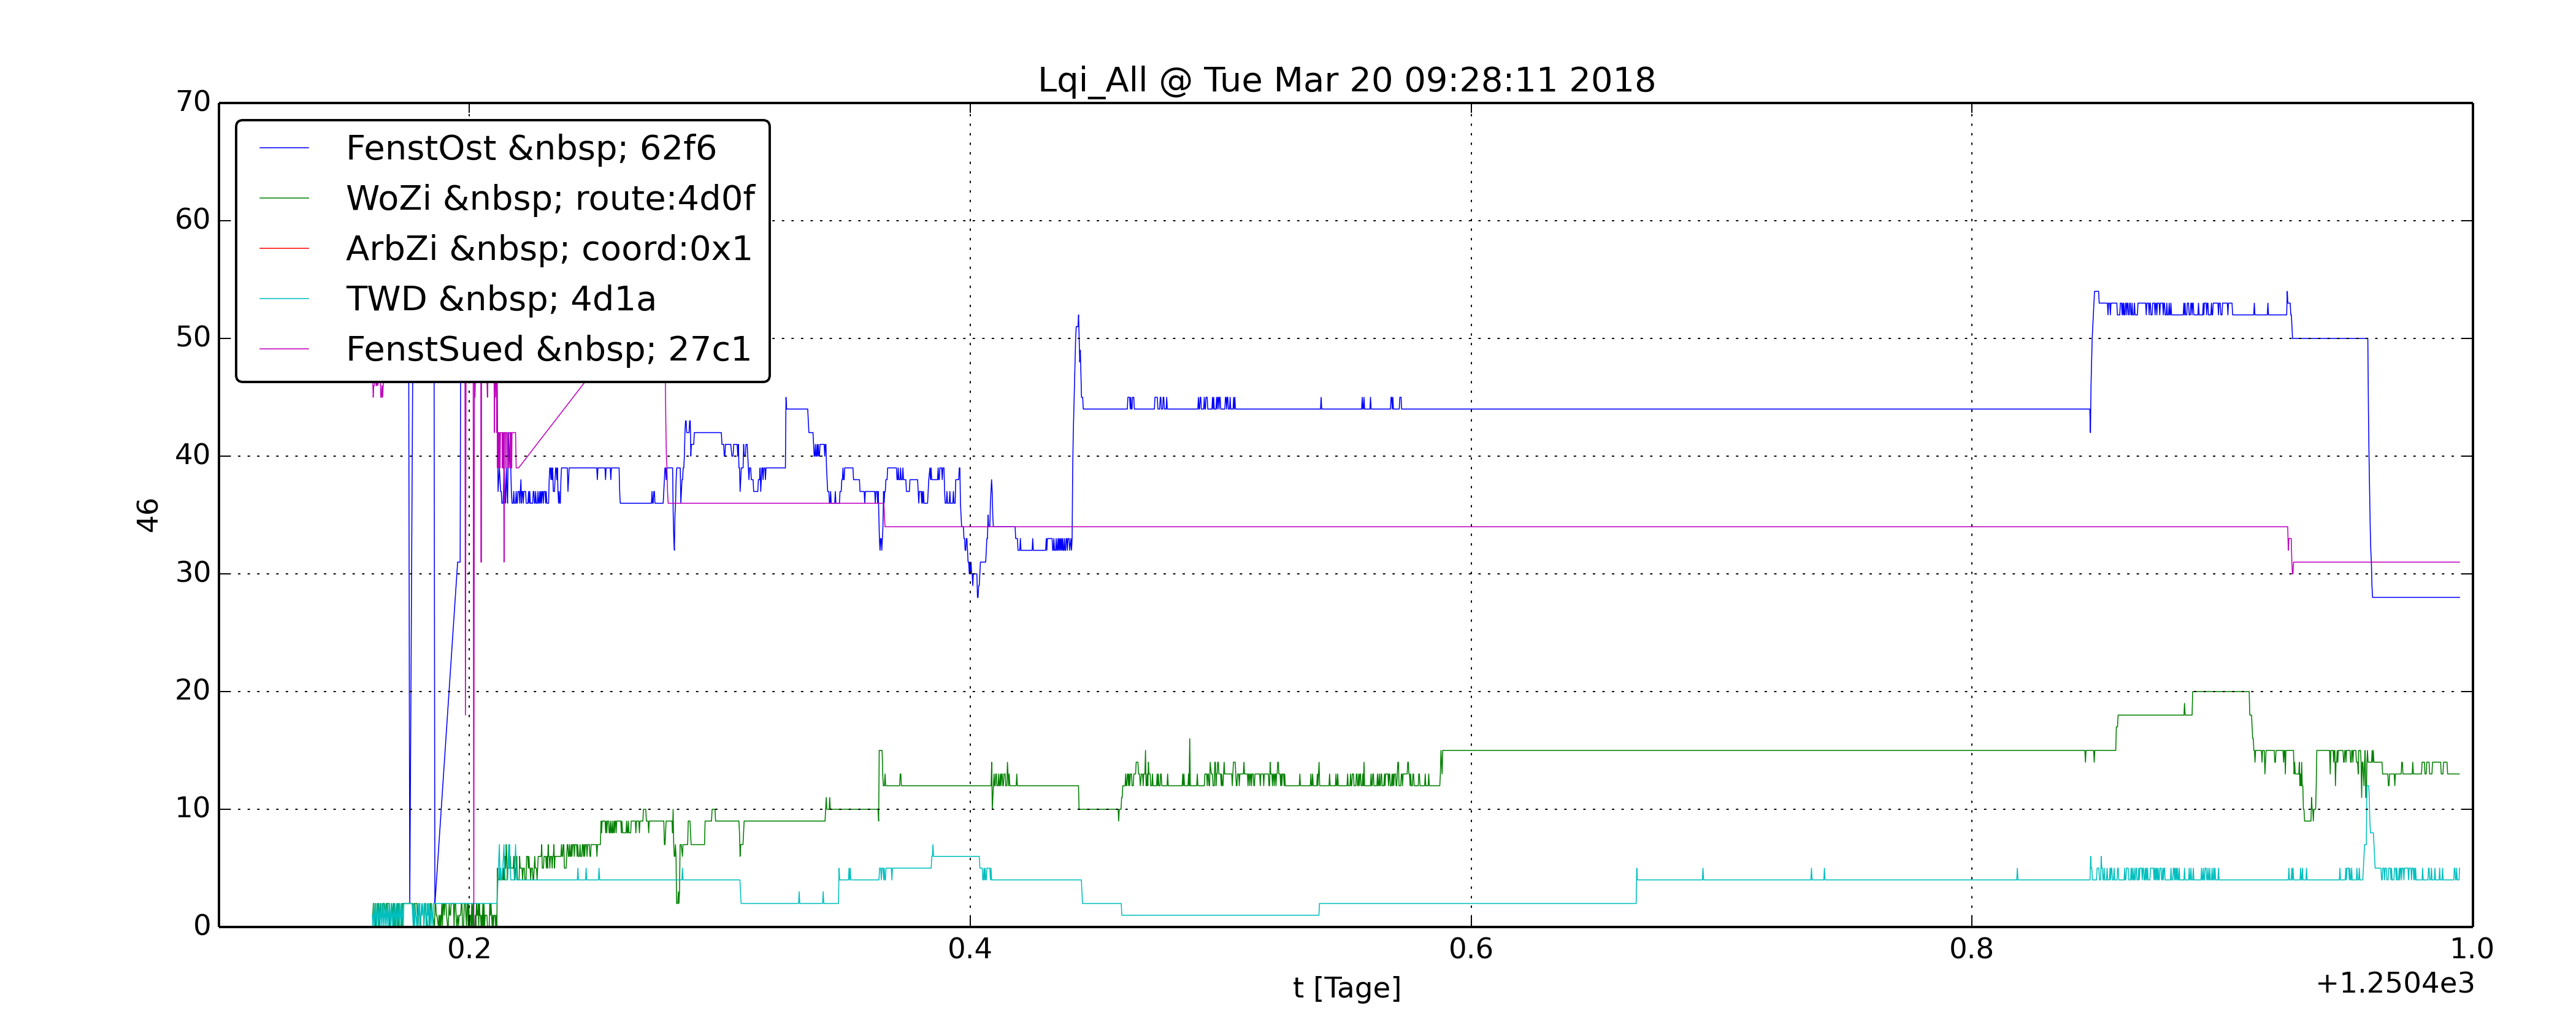 Lqi_All @ Tue Mar 20 09:28:11 2018
70
60
50
40
30
20
10
0
46
FenstOst &nbsp; 62f6
WoZi &nbsp; route:4d0f
ArbZi &nbsp; coord:0x1
TWD &nbsp; 4d1a
FenstSued &nbsp; 27c1
0.2 0.4 0.6 0.8 1.0
t [Tage]
+1.2504e3